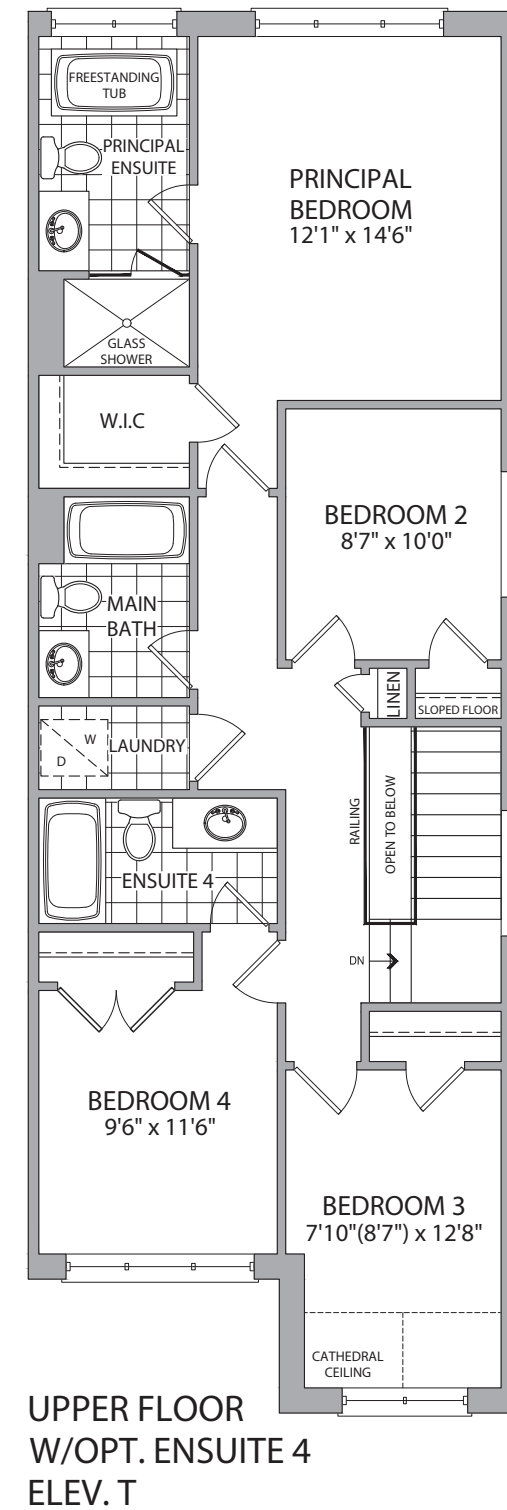 FREESTANDING
TUB
PRINCIPAL
ENSUITE
PRINCIPAL
BEDROOM
12'1" x 14'6"
GLASS
SHOWER
W.I.C
BEDROOM 2
8'7" x 10'0"
MAIN
BATH
LINEN
SLOPED FLOOR
W
D
LAUNDRY
RAILING
OPEN TO BELOW
ENSUITE 4
DN
BEDROOM 4
9'6" x 11'6"
BEDROOM 3
7'10"(8'7") x 12'8"
CATHEDRAL
CEILING
UPPER FLOOR
W/OPT. ENSUITE 4
ELEV. T